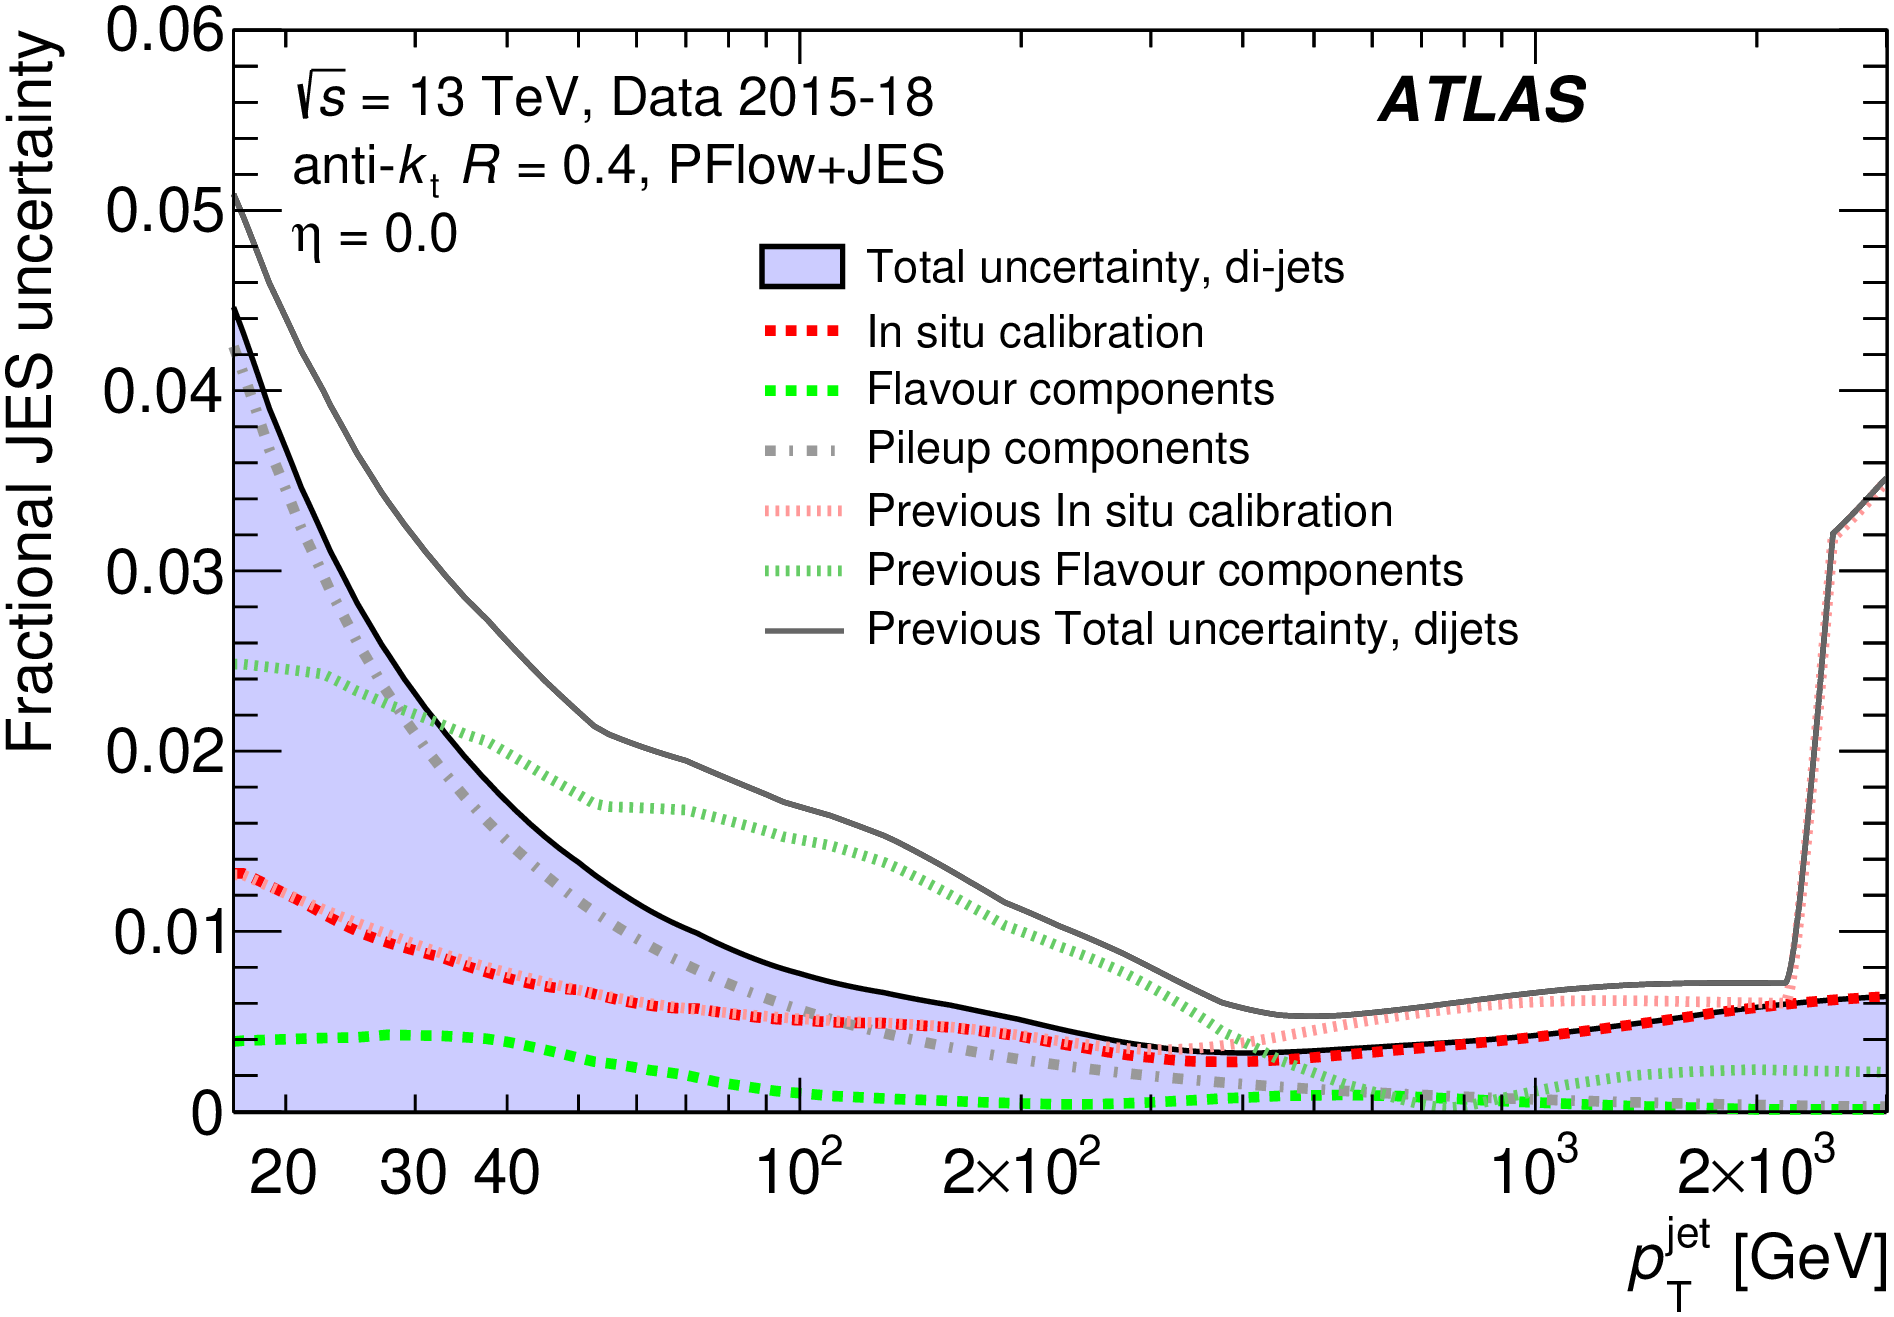 Fractional JES uncertainty
0.06
0.05
0.04
0.03
0.02
0.01
0
√s = 13 TeV, Data 2015-18
anti-kt R = 0.4, PFlow+JES
η = 0.0
ATLAS
Total uncertainty, di-jets
In situ calibration
Flavour components
Pileup components
Previous In situ calibration
Previous Flavour components
Previous Total uncertainty, dijets
20 30 40 10² 2×10² 10³ 2×10³
p_T^jet [GeV]